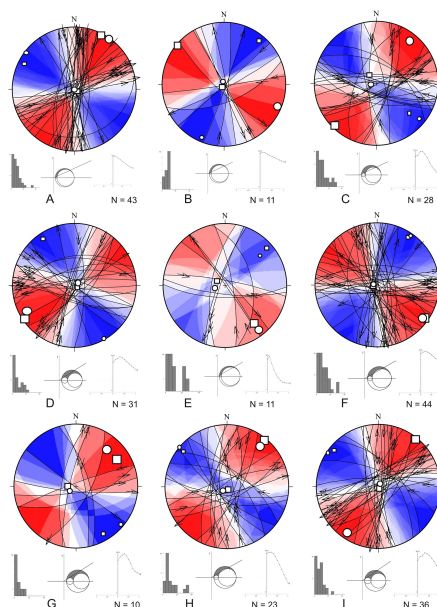 N N N
A N = 43 B N = 11 C N = 28
N N N
D N = 31 E N = 11 F N = 44
N N N
G N = 10 H N = 23 I N = 36